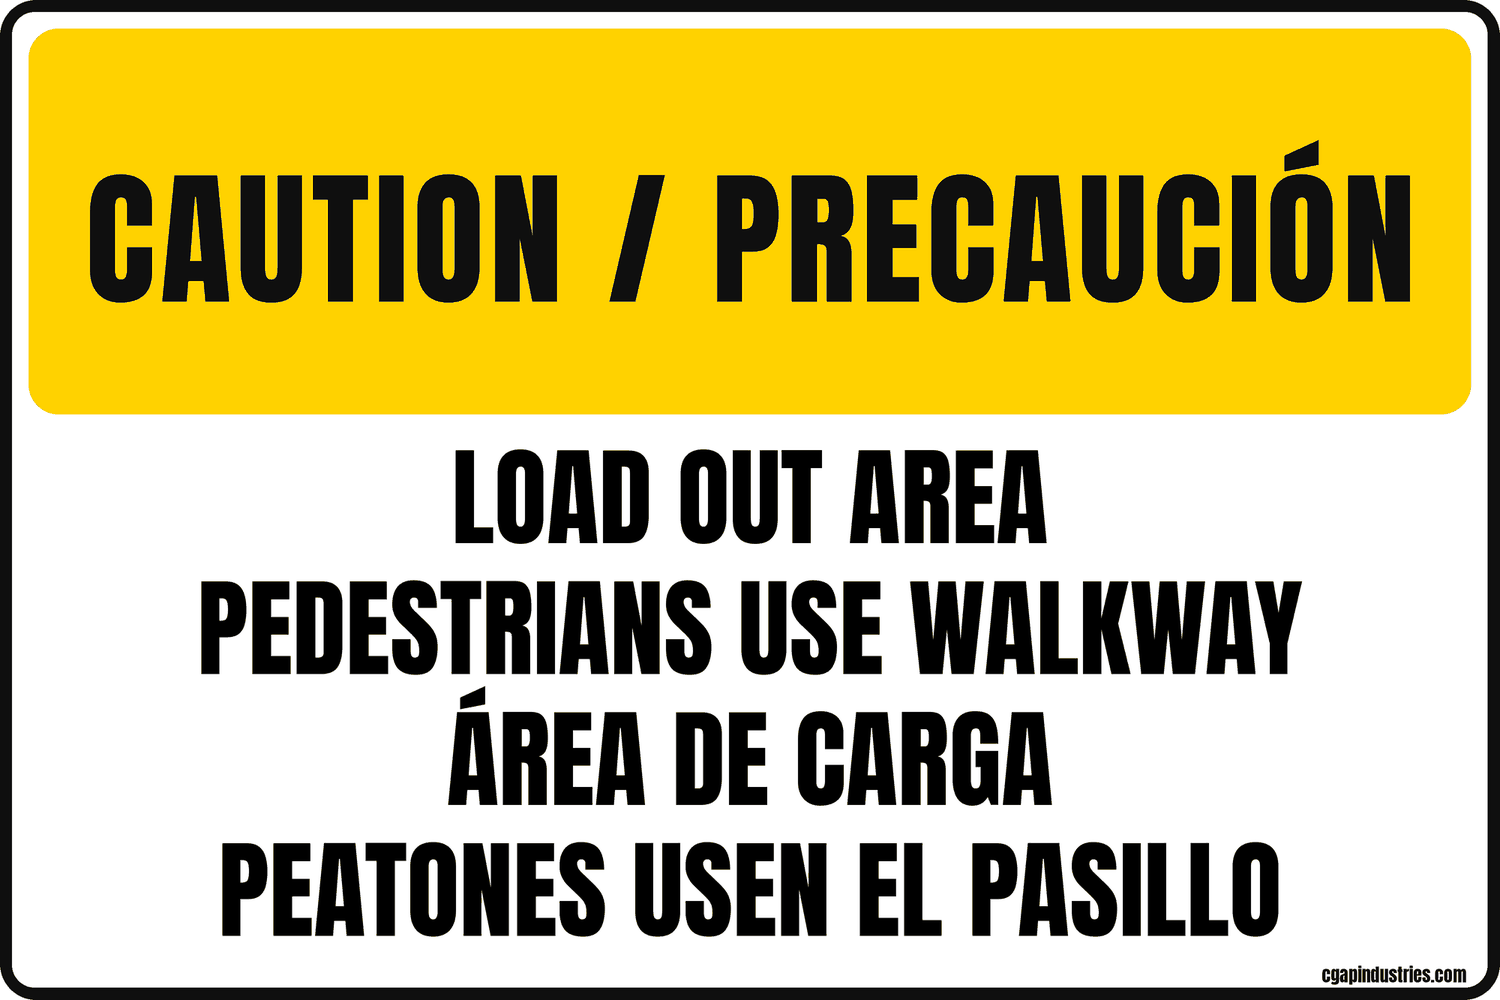 CAUTION / PRECAUCIÓN
LOAD OUT AREA
PEDESTRIANS USE WALKWAY
ÁREA DE CARGA
PEATONES USEN EL PASILLO
cgapindustries.com